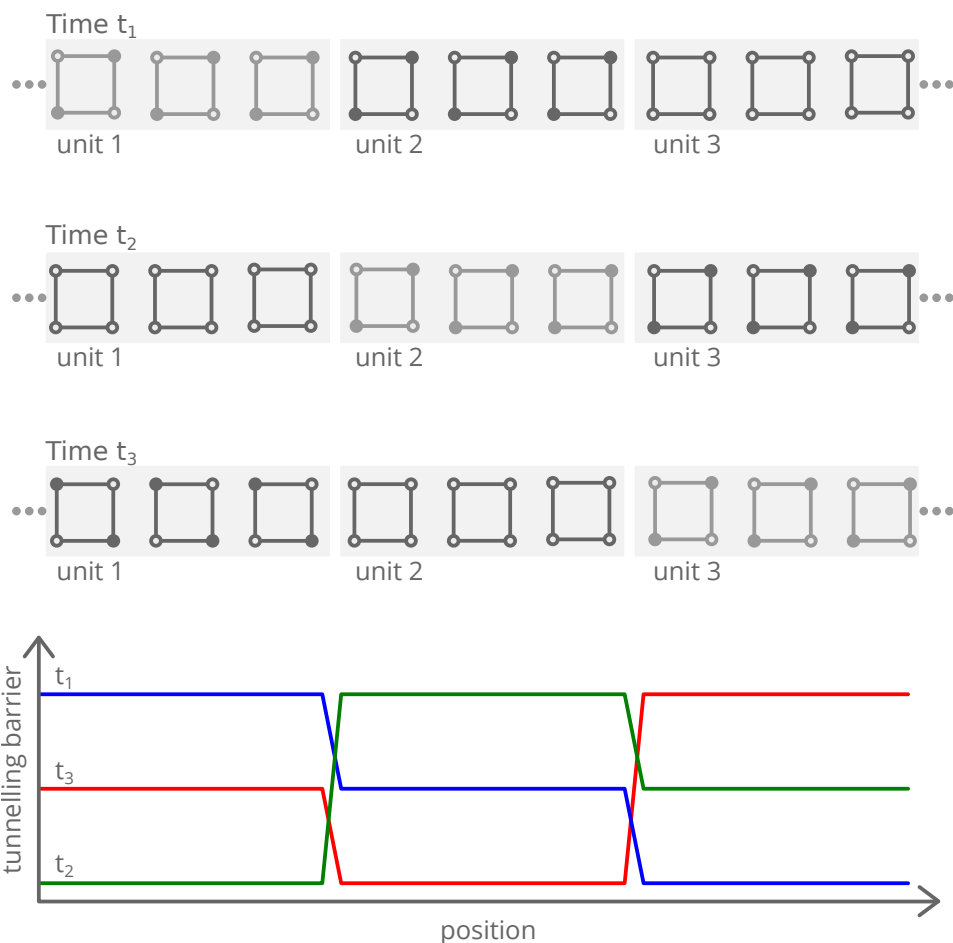 Time t₁
unit 1
unit 2
unit 3
Time t₂
unit 1
unit 2
unit 3
Time t₃
unit 1
unit 2
unit 3
tunnelling barrier
t₁
t₃
t₂
position